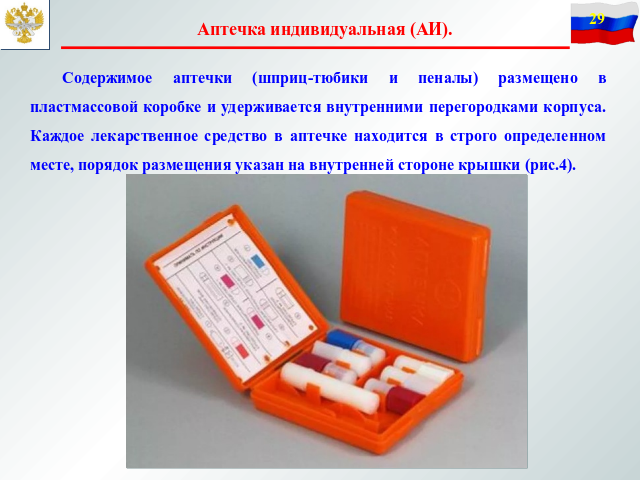 29
Аптечка индивидуальная (АИ).
Содержимое аптечки (шприц-тюбики и пеналы) размещено в
пластмассовой коробке и удерживается внутренними перегородками корпуса.
Каждое лекарственное средство в аптечке находится в строго определенном
месте, порядок размещения указан на внутренней стороне крышки (рис.4).